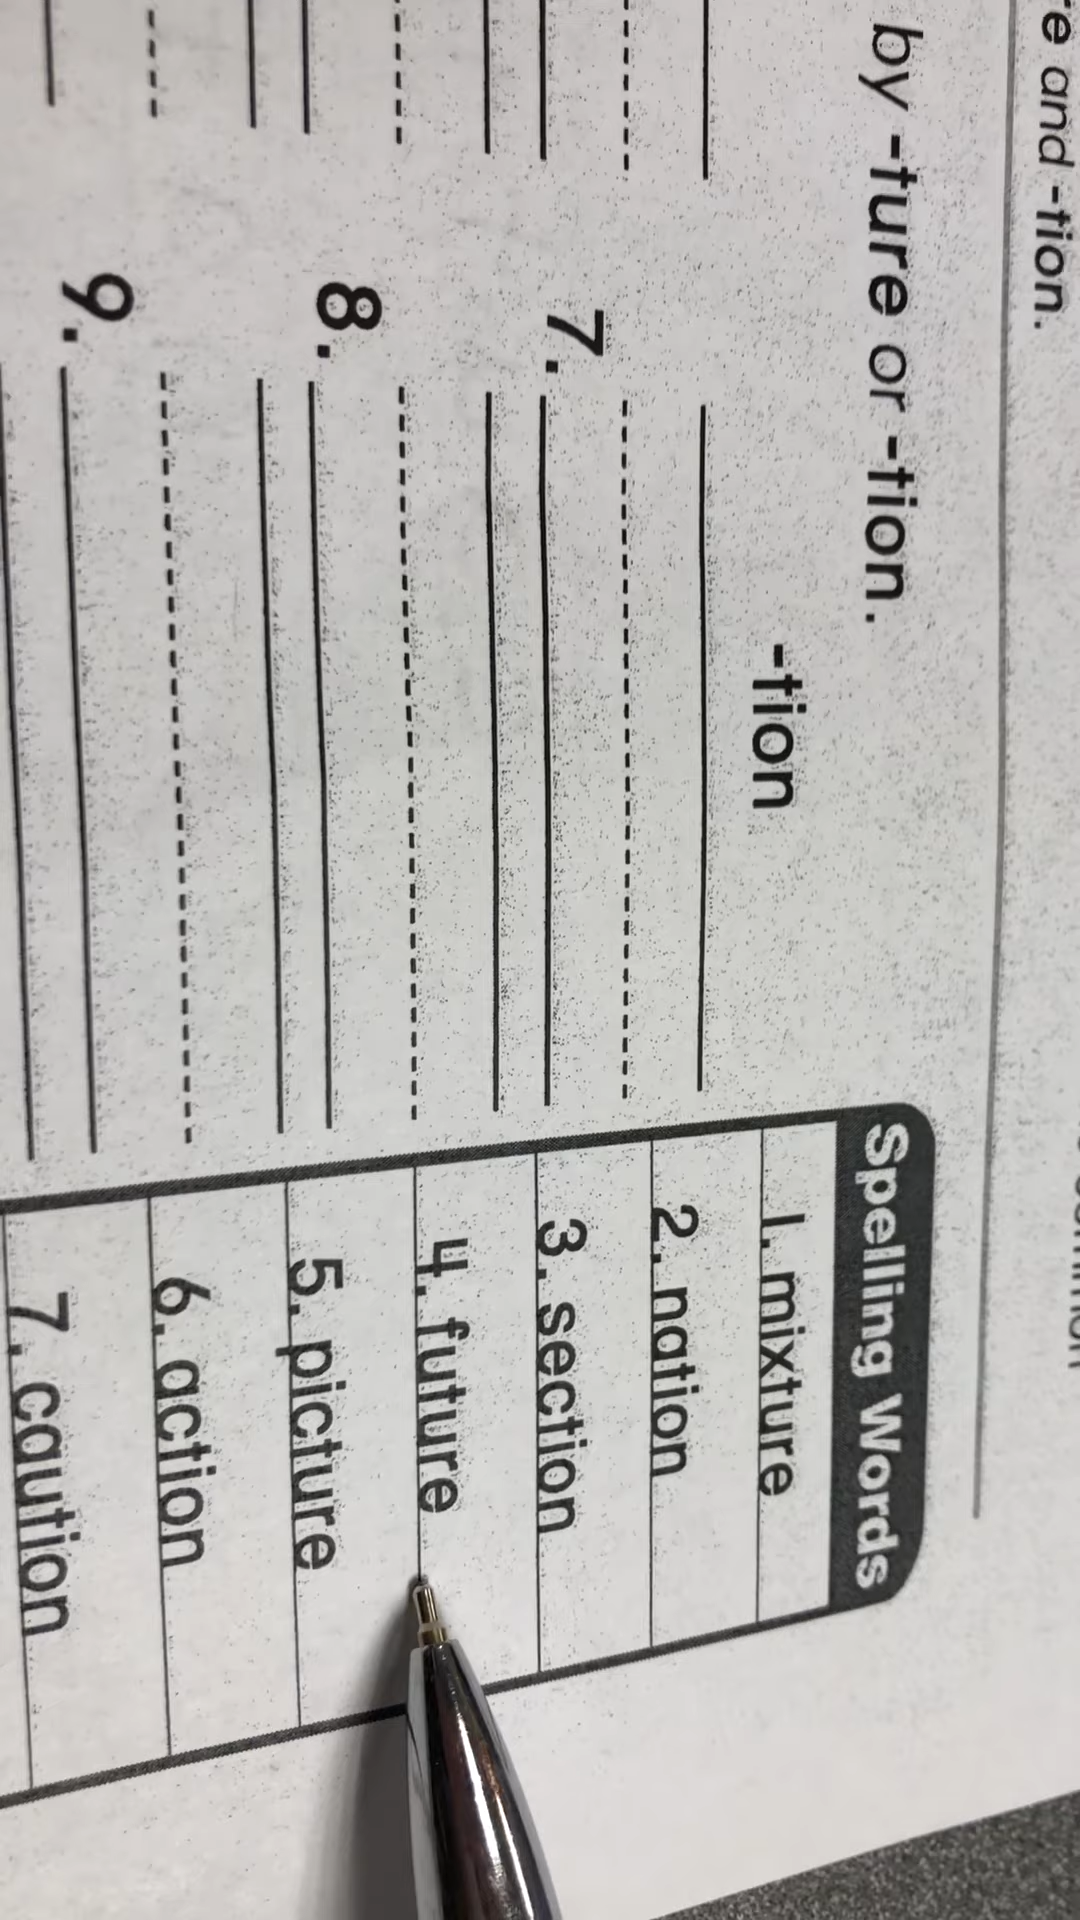 re and -tion.
by -ture or -tion.
-tion
7.
8.
9.
Spelling Words
1. mixture
2. nation
3. section
4. future
5. picture
6. action
7. caution